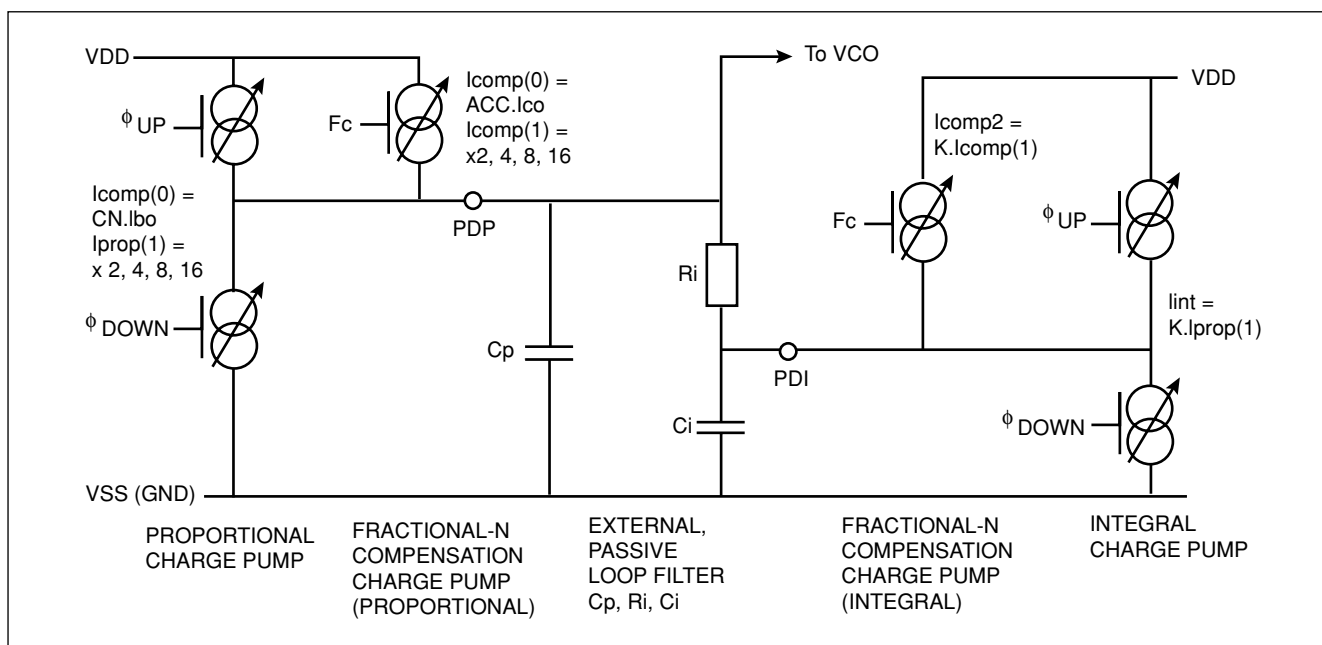 VDD
ϕ UP
Fc
Icomp(0) =
ACC.Ico
Icomp(1) =
x2, 4, 8, 16
To VCO
VDD
Icomp2 =
K.Icomp(1)
Icomp(0) =
CN.Ibo
Iprop(1) =
x 2, 4, 8, 16
PDP
Fc
ϕ UP
Ri
ϕ DOWN
Iint =
K.Iprop(1)
Cp
PDI
Ci
ϕ DOWN
VSS (GND)
PROPORTIONAL
CHARGE PUMP
FRACTIONAL-N
COMPENSATION
CHARGE PUMP
(PROPORTIONAL)
EXTERNAL,
PASSIVE
LOOP FILTER
Cp, Ri, Ci
FRACTIONAL-N
COMPENSATION
CHARGE PUMP
(INTEGRAL)
INTEGRAL
CHARGE PUMP